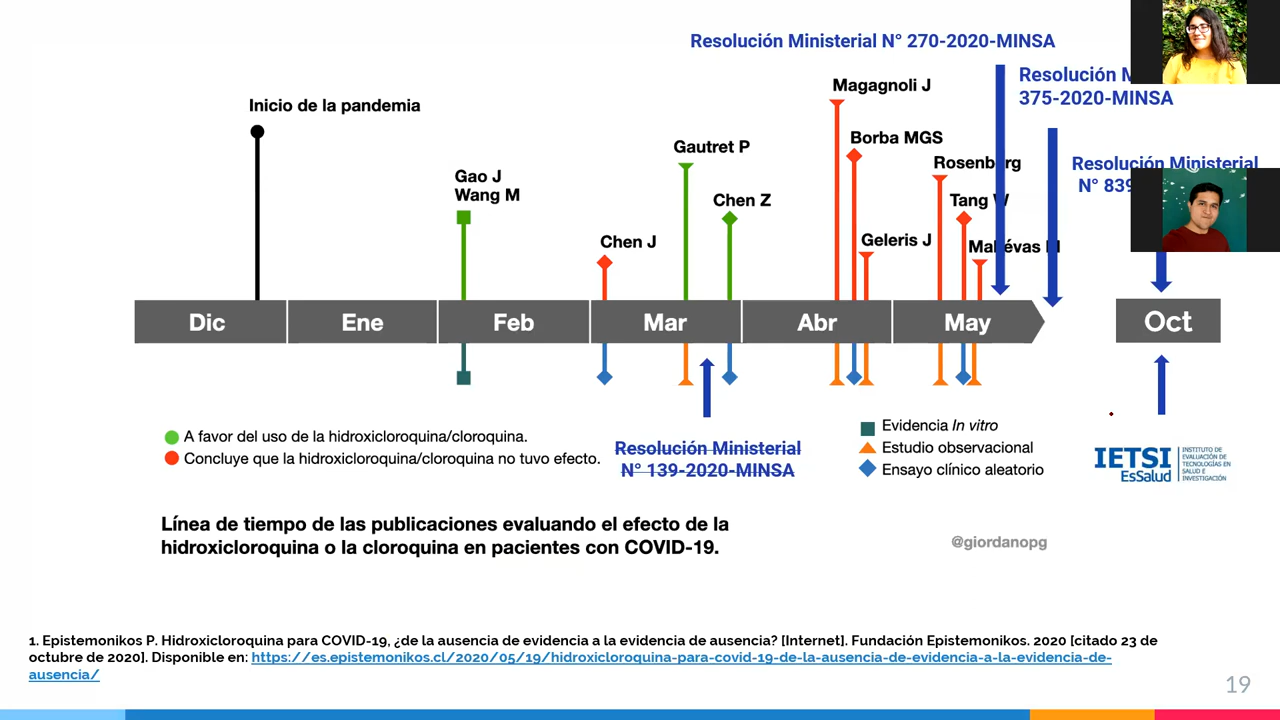 Resolución Ministerial N° 270-2020-MINSA
Resolución
375-2020-MINSA
Resolución Ministerial
N°
Inicio de la pandemia
Magagnoli J
Borba MGS
Gautret P
Rosenberg
Gao J
Wang M
Chen Z
Tang
Chen J
Geleris J
Dic
Ene
Feb
Mar
Abr
May
Oct
A favor del uso de la hidroxicloroquina/cloroquina.
Concluye que la hidroxicloroquina/cloroquina no tuvo efecto.
Resolución Ministerial
N° 139-2020-MINSA
Evidencia In vitro
Estudio observacional
Ensayo clínico aleatorio
IETSI
EsSalud
INSTITUTO DE
EVALUACIÓN DE
TECNOLOGÍAS EN
SALUD E
INVESTIGACIÓN
Línea de tiempo de las publicaciones evaluando el efecto de la
hidroxicloroquina o la cloroquina en pacientes con COVID-19.
@giordanopg
1. Epistemonikos P. Hidroxicloroquina para COVID-19, ¿de la ausencia de evidencia a la evidencia de ausencia? [Internet]. Fundación Epistemonikos. 2020 [citado 23 de
octubre de 2020]. Disponible en: https://es.epistemonikos.cl/2020/05/19/hidroxicloroquina-para-covid-19-de-la-ausencia-de-evidencia-a-la-evidencia-de-
ausencia/
19